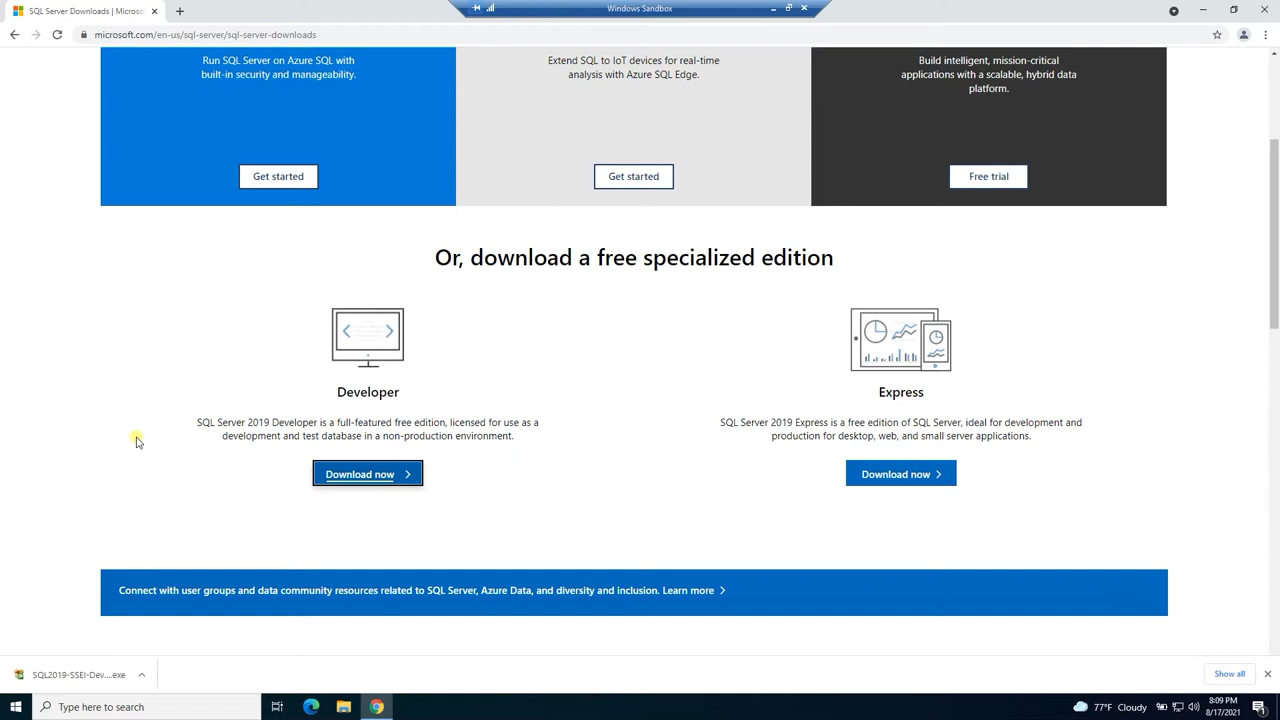 SQL Server Downloads | Microsof
Windows Sandbox
microsoft.com/en-us/sql-server/sql-server-downloads
Run SQL Server on Azure SQL with
built-in security and manageability.
Get started
Extend SQL to IoT devices for real-time
analysis with Azure SQL Edge.
Get started
Build intelligent, mission-critical
applications with a scalable, hybrid data
platform.
Free trial
Or, download a free specialized edition
Developer
SQL Server 2019 Developer is a full-featured free edition, licensed for use as a
development and test database in a non-production environment.
Download now
Express
SQL Server 2019 Express is a free edition of SQL Server, ideal for development and
production for desktop, web, and small server applications.
Download now
Connect with user groups and data community resources related to SQL Server, Azure Data, and diversity and inclusion. Learn more
SQL2019-SSEI-Dev....exe
Show all
Type here to search
77°F Cloudy
8:09 PM
8/17/2021
1